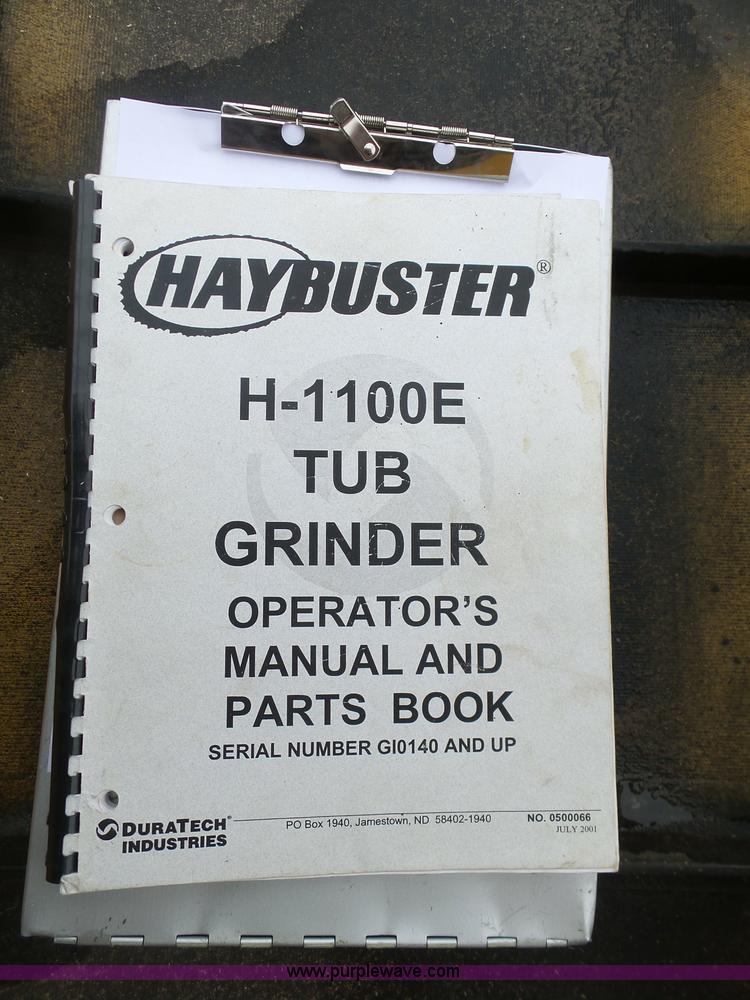 HAYBUSTER®
H-1100E
TUB
GRINDER
OPERATOR'S
MANUAL AND
PARTS BOOK
SERIAL NUMBER GI0140 AND UP
DURATECH®
INDUSTRIES
PO Box 1940, Jamestown, ND 58402-1940
NO. 0500066
JULY 2001
www.purplewave.com